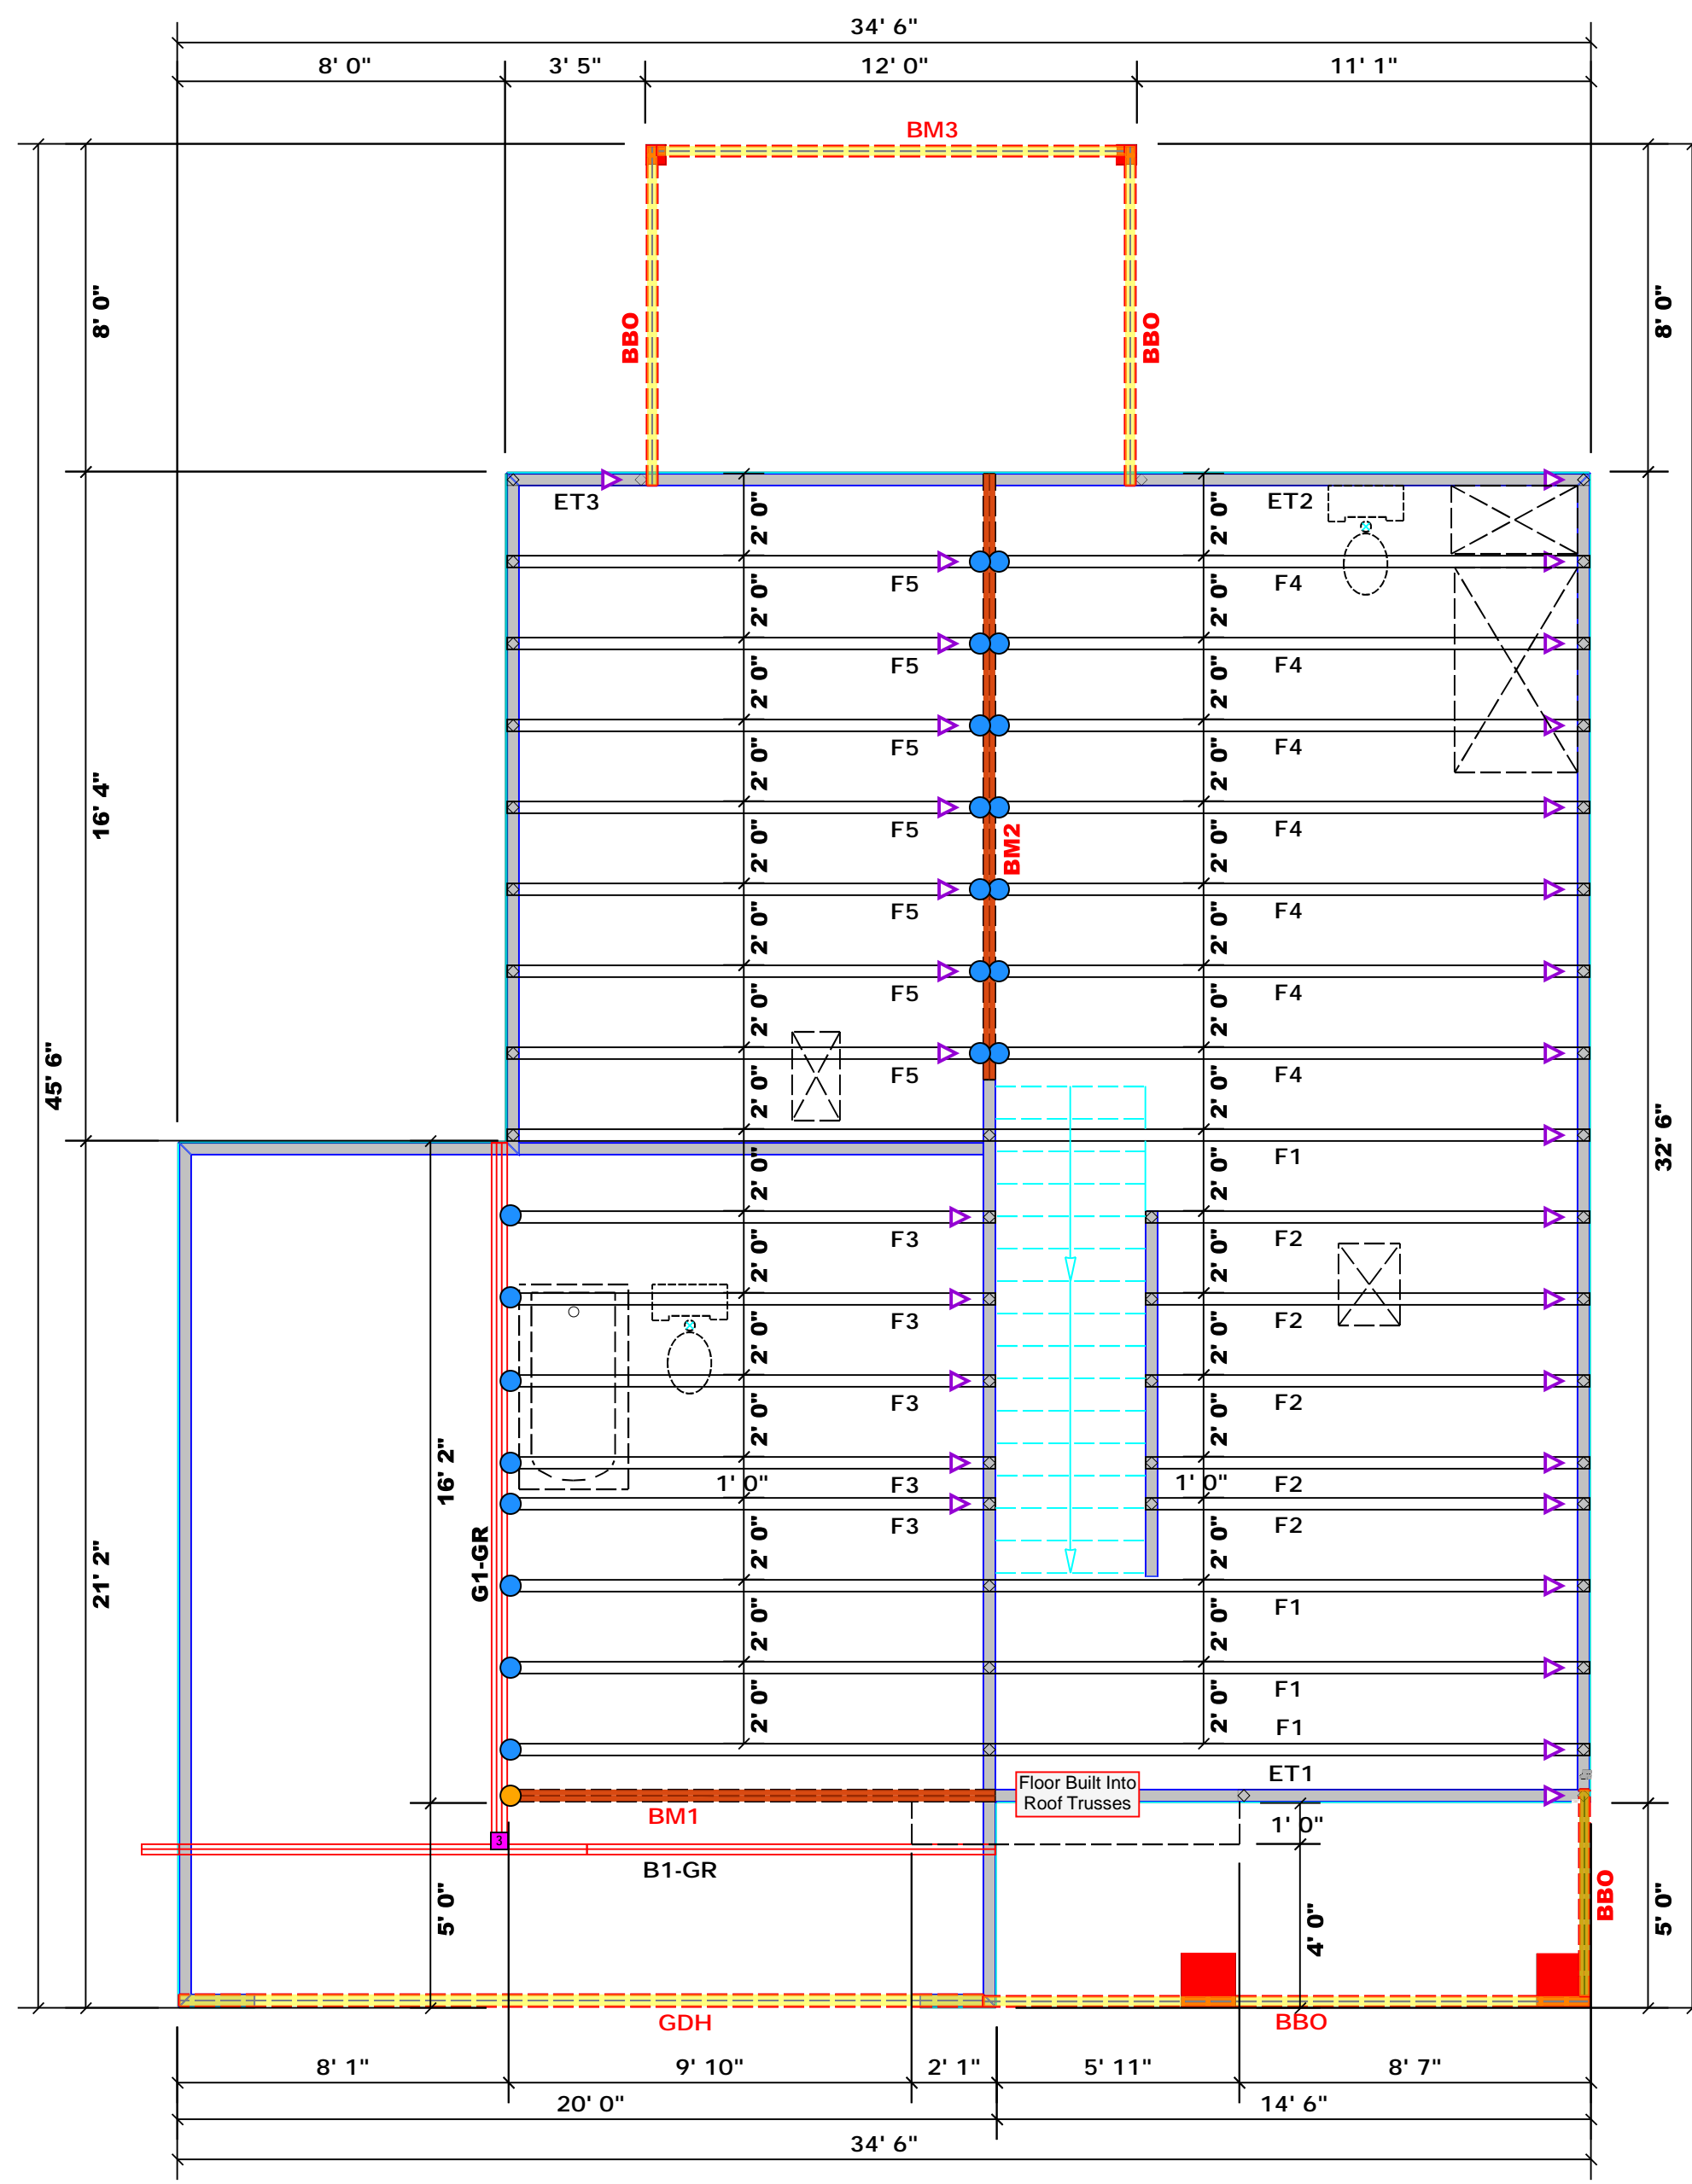 34' 6"
8' 0"
3' 5"
12' 0"
11' 1"
BM3
8' 0"
BBO
BBO
8' 0"
ET3
2' 0"
ET2
2' 0"
F5
2' 0"
F4
2' 0"
F5
2' 0"
F4
2' 0"
F5
2' 0"
F4
2' 0"
16' 4"
F5
2' 0"
BM2
F4
2' 0"
F5
2' 0"
F4
2' 0"
F5
2' 0"
F4
2' 0"
45' 6"
F5
2' 0"
F4
2' 0"
32' 6"
2' 0"
F1
2' 0"
F3
2' 0"
F2
2' 0"
F3
2' 0"
F2
2' 0"
16' 2"
F3
2' 0"
F2
2' 0"
1' 0"
F3
1' 0"
F2
G1-GR
F3
2' 0"
F2
2' 0"
21' 2"
2' 0"
F1
2' 0"
2' 0"
F1
2' 0"
F1
Floor Built Into
Roof Trusses
ET1
BM1
1' 0"
3
B1-GR
5' 0"
4' 0"
BBO
5' 0"
GDH
BBO
8' 1"
9' 10"
2' 1"
5' 11"
8' 7"
20' 0"
14' 6"
34' 6"